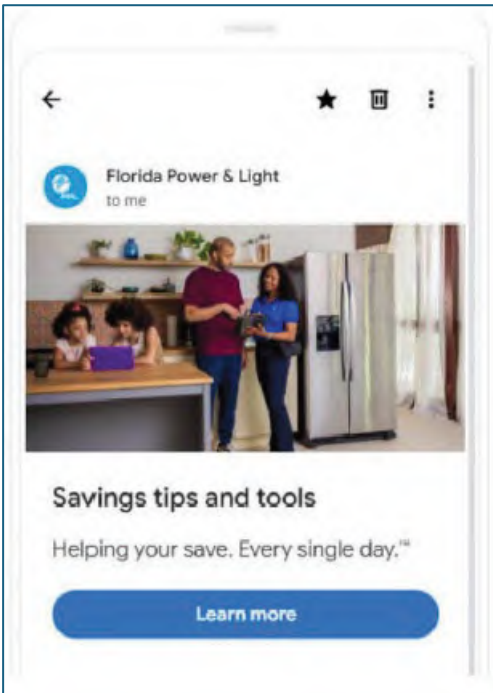 Florida Power & Light
to me
Savings tips and tools
Helping your save. Every single day.™
Learn more